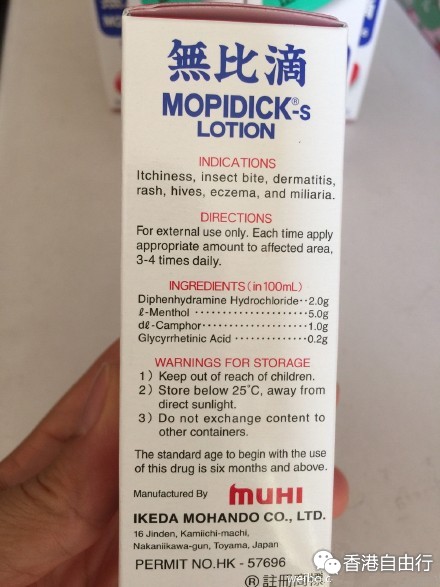 無比滴
MOPIDICK®-s
LOTION
INDICATIONS
Itchiness, insect bite, dermatitis,
rash, hives, eczema, and miliaria.
DIRECTIONS
For external use only. Each time apply
appropriate amount to affected area,
3-4 times daily.
INGREDIENTS (in 100mL)
Diphenhydramine Hydrochloride··2.0g
ℓ-Menthol ··················5.0g
dℓ-Camphor·················1.0g
Glycyrrhetinic Acid ············0.2g
WARNINGS FOR STORAGE
1) Keep out of reach of children.
2) Store below 25°C, away from
direct sunlight.
3) Do not exchange content to
other containers.
The standard age to begin with the use
of this drug is six months and above.
Manufactured By MUHI
IKEDA MOHANDO CO., LTD.
16 Jinden, Kamiichi-machi,
Nakaniikawa-gun, Toyama, Japan
PERMIT NO.HK - 57696
®註冊商標
weibo.c
香港自由行